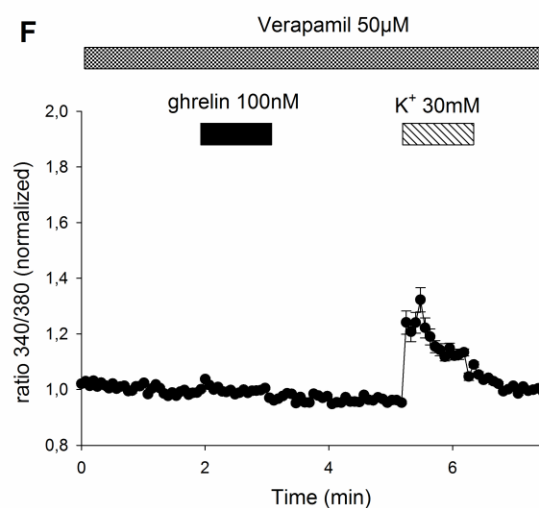 F
Verapamil 50µM
ghrelin 100nM
K⁺ 30mM
2,0
1,8
1,6
1,4
1,2
1,0
0,8
ratio 340/380 (normalized)
0 2 4 6
Time (min)